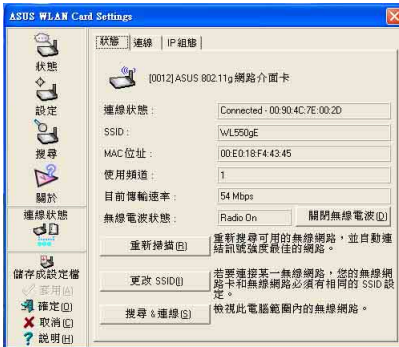 ASUS WLAN Card Settings
狀態
設定
搜尋
關於
連線狀態
儲存成設定檔
套用(A)
確定(O)
取消(C)
說明(H)
狀態 連線 IP 組態
[0012] ASUS 802.11g 網路介面卡
連線狀態 : Connected - 00:90:4C:7E:00:2D
SSID : WL550gE
MAC 位址 : 00:E0:18:F4:43:45
使用頻道 : 1
目前傳輸速率 : 54 Mbps
無線電波狀態 : Radio On 關閉無線電波(D)
重新掃描(R) 重新搜尋可用的無線網路，並自動連
結訊號強度最佳的網路。
更改 SSID(I) 若要連接某一無線網路，您的無線網
路卡和無線網路必須有相同的 SSID 設
定。
搜尋 & 連線(S) 檢視此電腦範圍內的無線網路。